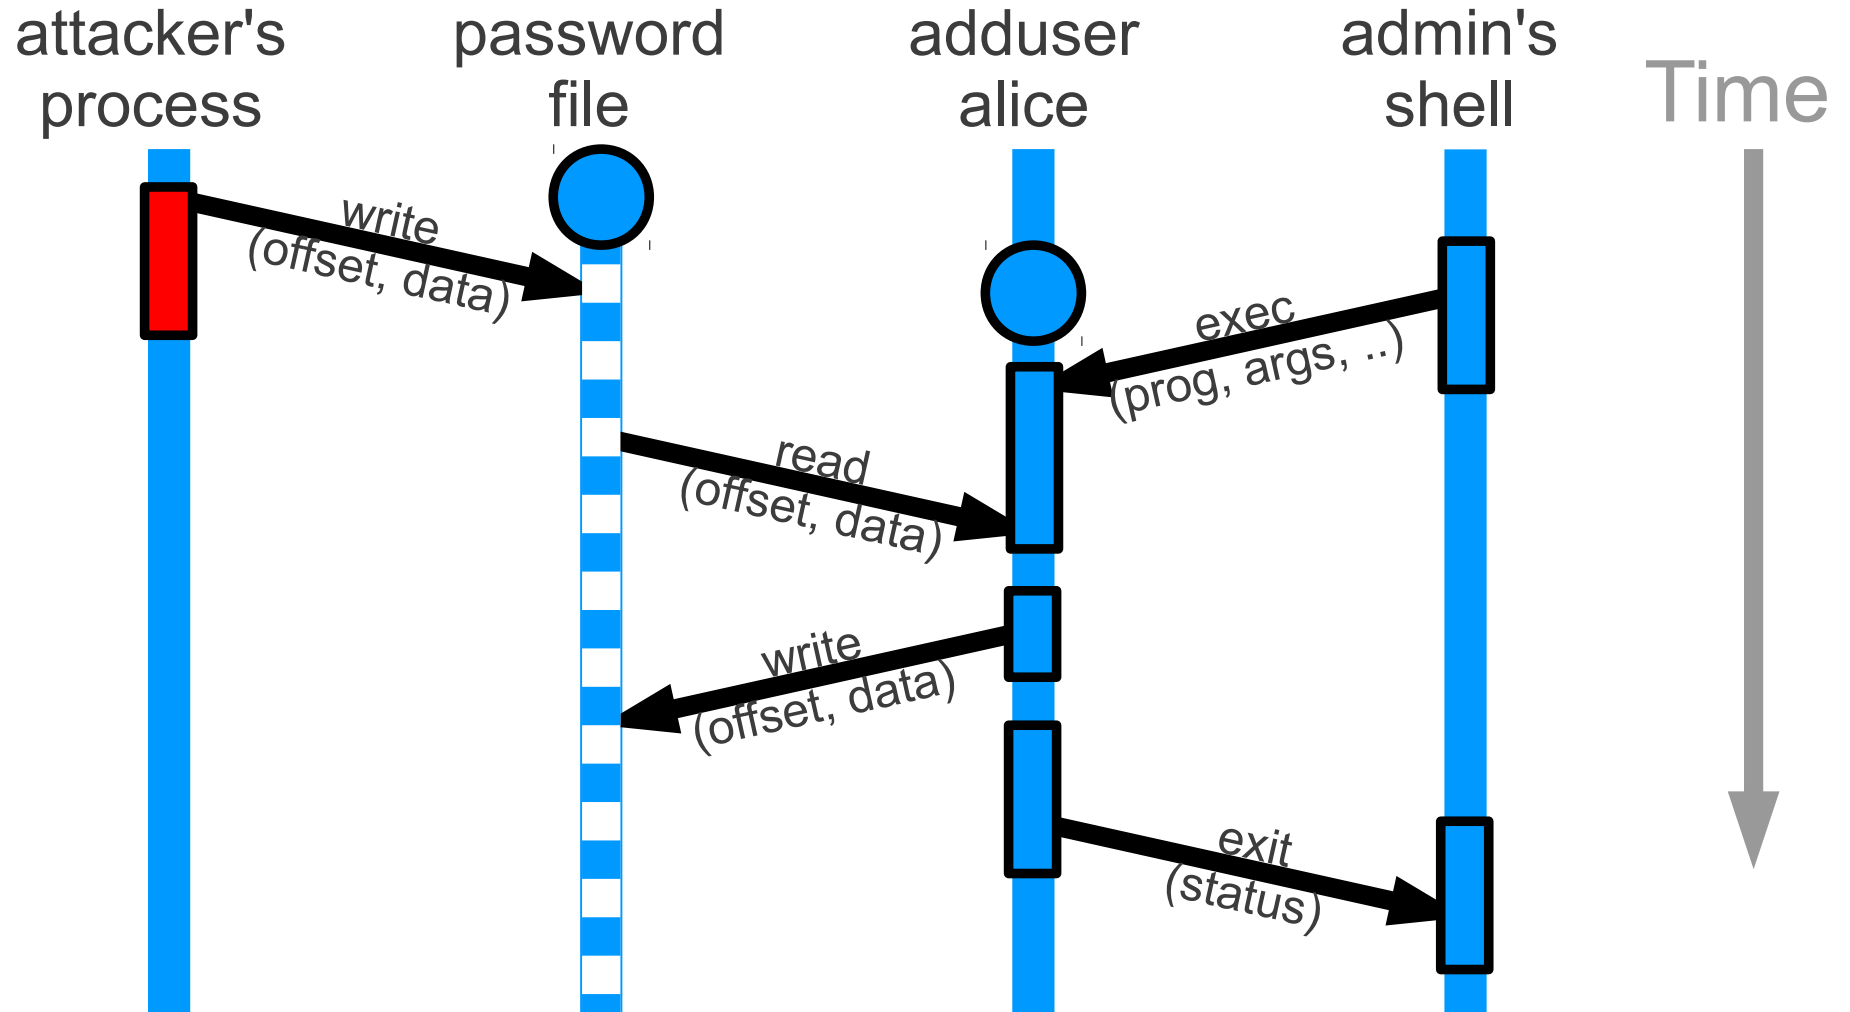 attacker's
process
password
file
adduser
alice
admin's
shell
Time
write
(offset, data)
exec
(prog, args, ..)
read
(offset, data)
write
(offset, data)
exit
(status)